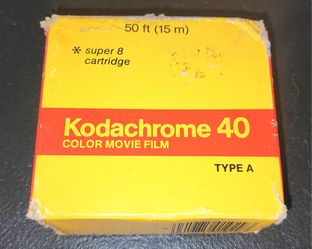 50 ft (15 m)
* super 8
cartridge
Kodachrome 40
COLOR MOVIE FILM
TYPE A